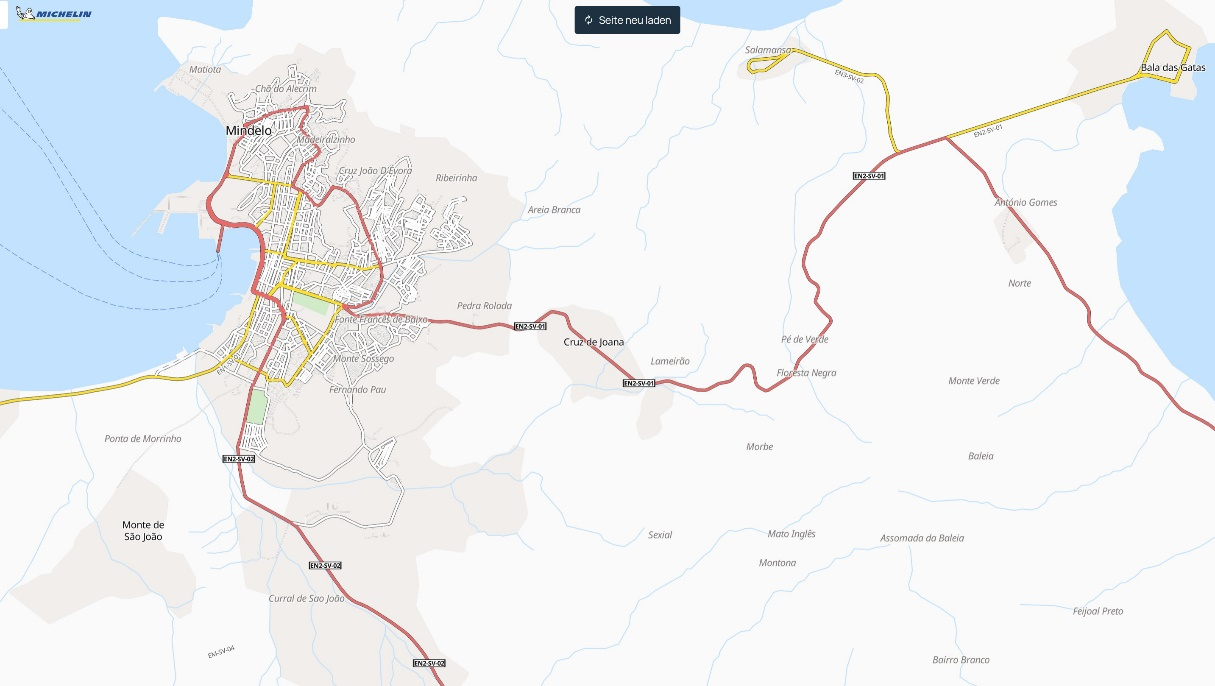 MICHELIN
Seite neu laden
Salamansa
Matiota
Baía das Gatas
EN3-SV-02
Chã do Alecrim
Mindelo
EN2-SV-01
Madeiralzinho
Cruz João D'Évora
Ribeirinha
EN2-SV-01
António Gomes
Areia Branca
Norte
Pedra Rolada
Fonte Francês de Baixo
EN2-SV-01
Cruz de Joana
Pé de Verde
Monte Sossego
Lameirão
Floresta Negra
EN2-SV-01
Monte Verde
Fernando Pau
Ponta de Morrinho
Morbe
EN2-SV-02
Baleia
Monte de
São João
Sexial
Mato Inglês
Assomada da Baleia
Montona
EN2-SV-02
Curral de Sao João
Feijoal Preto
EN4-SV-04
EN2-SV-02
Bairro Branco